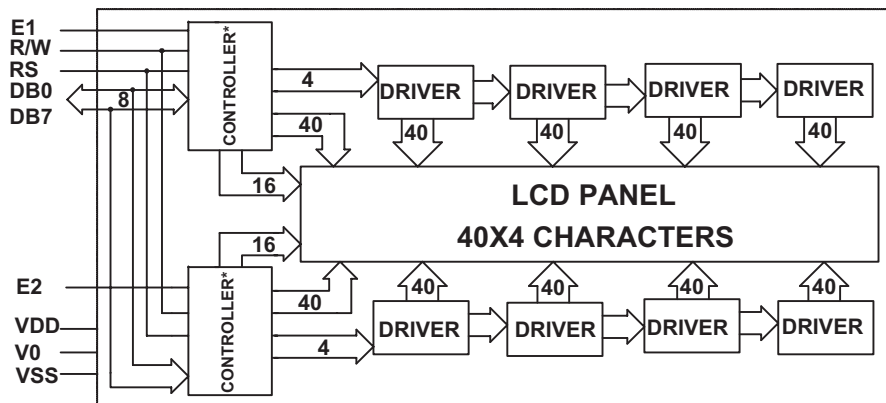 E1
R/W
RS
DB0
DB7
8
CONTROLLER*
4
40
16
DRIVER
DRIVER
DRIVER
DRIVER
40
40
40
40
LCD PANEL
40X4 CHARACTERS
E2
VDD
V0
VSS
CONTROLLER*
16
40
4
40
40
40
40
DRIVER
DRIVER
DRIVER
DRIVER